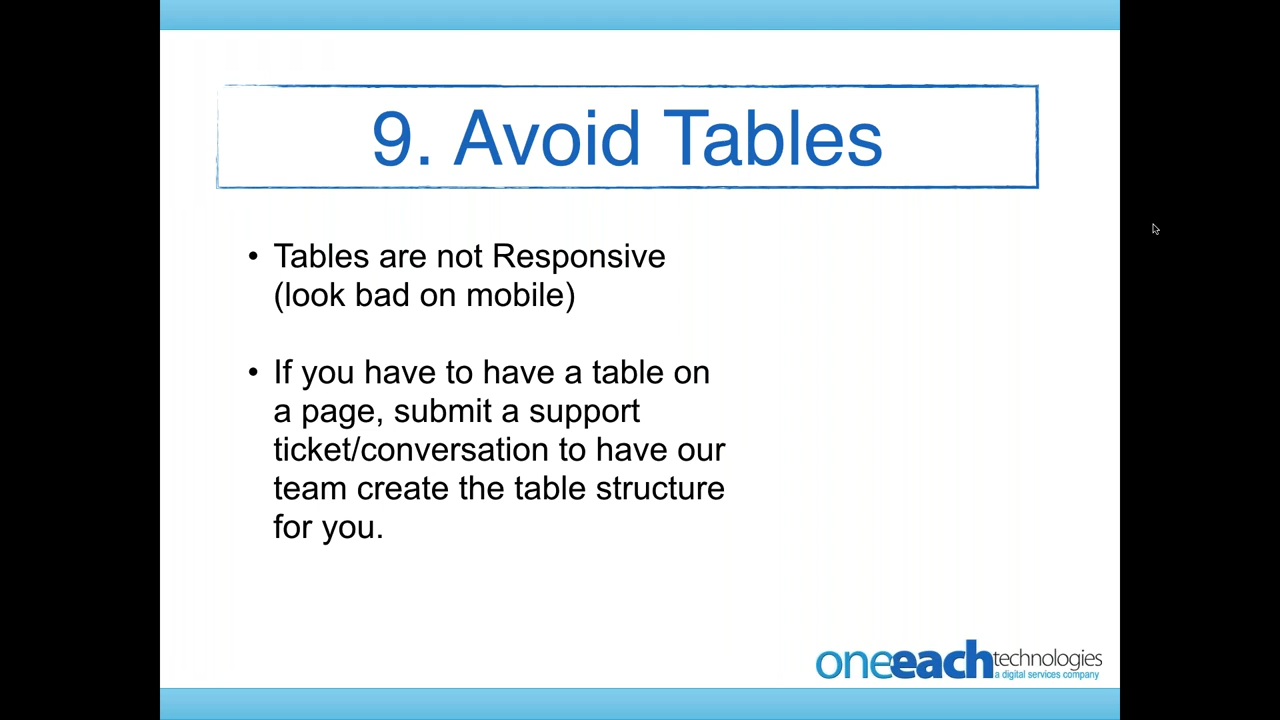 9. Avoid Tables
• Tables are not Responsive
(look bad on mobile)
• If you have to have a table on
a page, submit a support
ticket/conversation to have our
team create the table structure
for you.
oneeach technologies
a digital services company